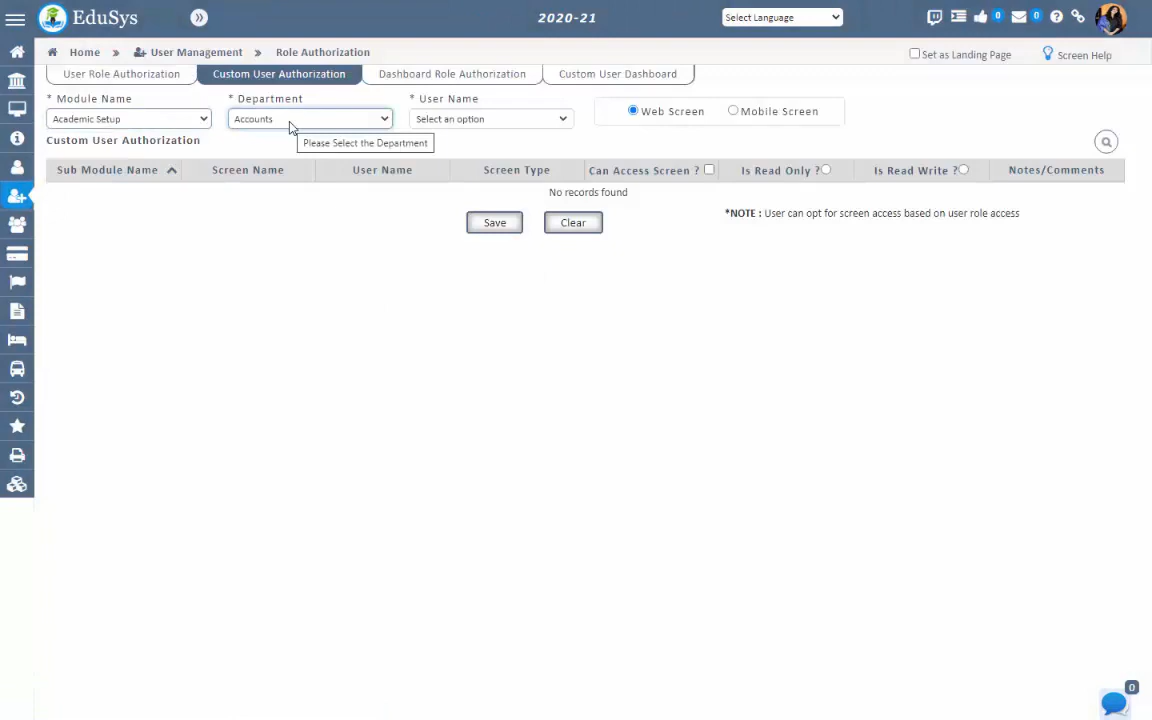 EduSys
2020-21
Select Language
0
0
Home » User Management » Role Authorization
Set as Landing Page
Screen Help
User Role Authorization
Custom User Authorization
Dashboard Role Authorization
Custom User Dashboard
* Module Name
* Department
* User Name
Academic Setup
Accounts
Select an option
Web Screen
Mobile Screen
Please Select the Department
Custom User Authorization
Sub Module Name
Screen Name
User Name
Screen Type
Can Access Screen ?
Is Read Only ?
Is Read Write ?
Notes/Comments
No records found
Save
Clear
*NOTE : User can opt for screen access based on user role access
0